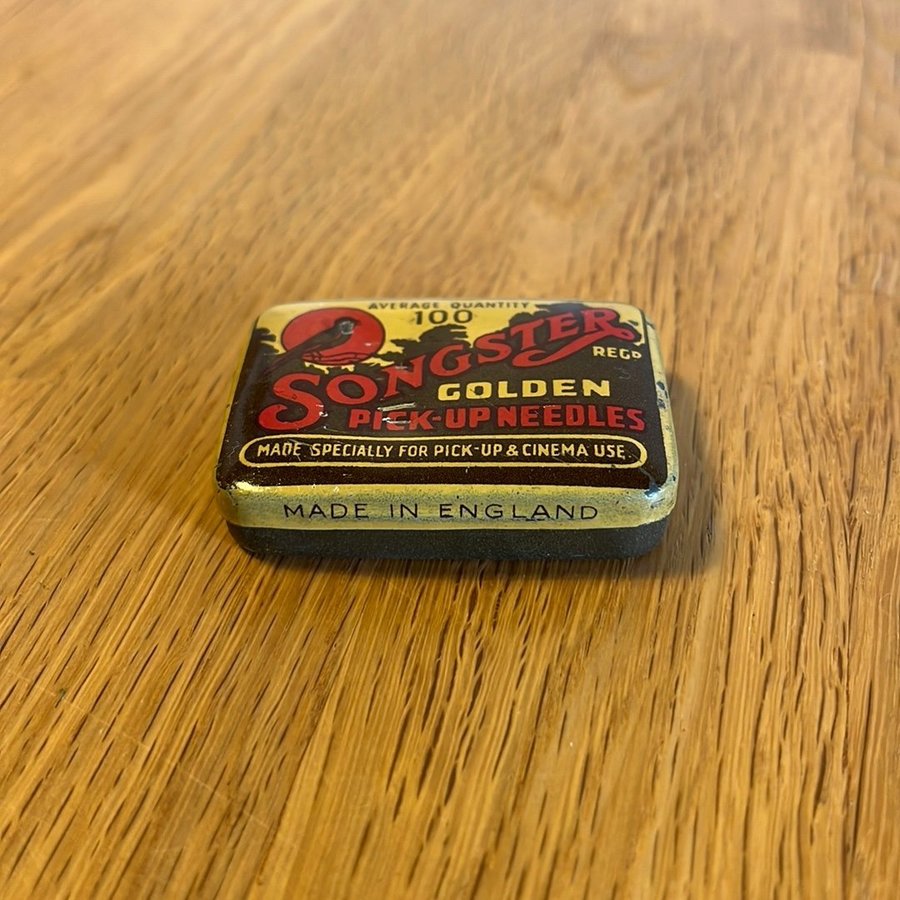 AVERAGE QUANTITY
100
SONGSTER
REGD
GOLDEN
PICK-UP NEEDLES
MADE SPECIALLY FOR PICK-UP & CINEMA USE.
MADE IN ENGLAND